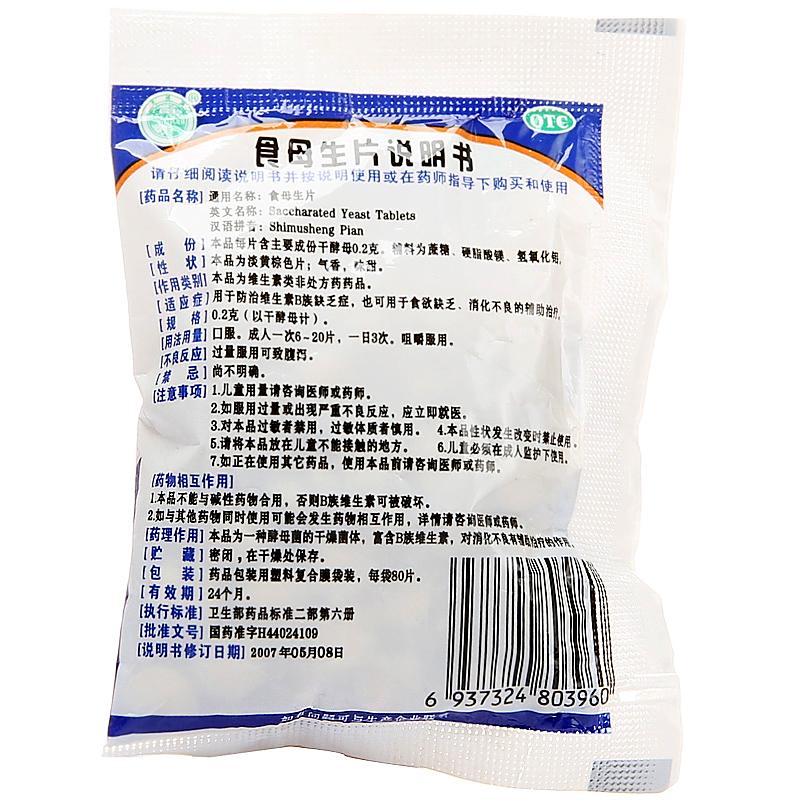 OTC
食母生片说明书
请仔细阅读说明书并按说明使用或在药师指导下购买和使用
[药品名称] 通用名称：食母生片
英文名称：Saccharated Yeast Tablets
汉语拼音：Shimusheng Pian
[成 份] 本品每片含主要成份干酵母0.2克。辅料为蔗糖、硬脂酸镁、氢氧化铝。
[性 状] 本品为淡黄棕色片；气香，味甜。
[作用类别] 本品为维生素类非处方药药品。
[适应症] 用于防治维生素B族缺乏症，也可用于食欲缺乏、消化不良的辅助治疗。
[规 格] 0.2克（以干酵母计）。
[用法用量] 口服。成人一次6~20片，一日3次。咀嚼服用。
[不良反应] 过量服用可致腹泻。
[禁 忌] 尚不明确。
[注意事项] 1.儿童用量请咨询医师或药师。
2.如服用过量或出现严重不良反应，应立即就医。
3.对本品过敏者禁用，过敏体质者慎用。 4.本品性状发生改变时禁止使用。
5.请将本品放在儿童不能接触的地方。 6.儿童必须在成人监护下使用。
7.如正在使用其它药品，使用本品前请咨询医师或药师。
[药物相互作用]
1.本品不能与碱性药物合用，否则B族维生素可被破坏。
2.如与其他药物同时使用可能会发生药物相互作用，详情请咨询医师或药师。
[药理作用] 本品为一种酵母菌的干燥菌体，富含B族维生素，对消化不良有辅助治疗的作用。
[贮 藏] 密闭，在干燥处保存。
[包 装] 药品包装用塑料复合膜袋装，每袋80片。
[有效期] 24个月。
[执行标准] 卫生部药品标准二部第六册
[批准文号] 国药准字H44024109
[说明书修订日期] 2007年05月08日
6 937324 803960
如有问题可与生产企业联系